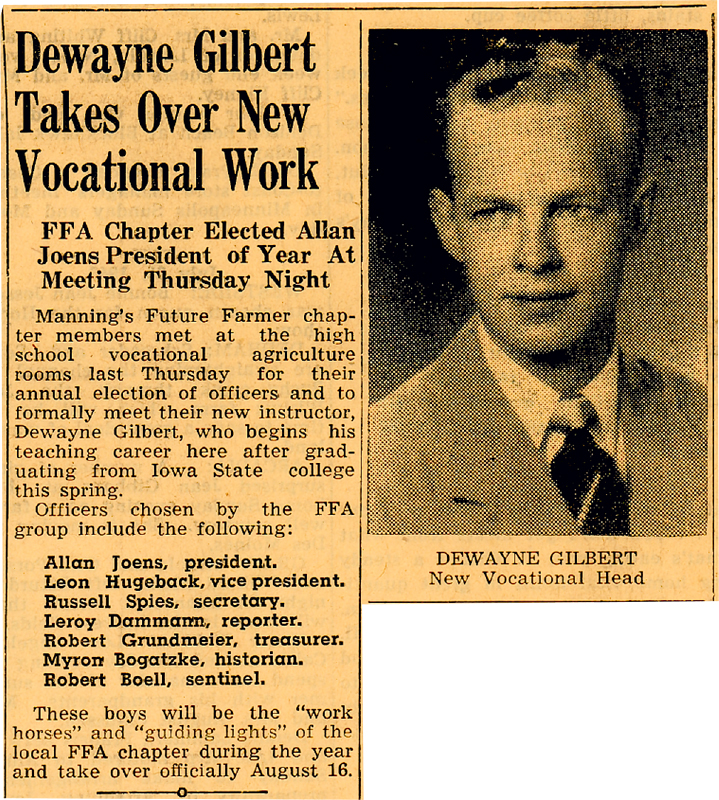 Dewayne Gilbert
Takes Over New
Vocational Work
FFA Chapter Elected Allan
Joens President of Year At
Meeting Thursday Night
Manning's Future Farmer chap-
ter members met at the high
school vocational agriculture
rooms last Thursday for their
annual election of officers and to
formally meet their new instructor,
Dewayne Gilbert, who begins his
teaching career here after grad-
uating from Iowa State college
this spring.
Officers chosen by the FFA
group include the following:
Allan Joens, president.
Leon Hugeback, vice president.
Russell Spies, secretary.
Leroy Dammann, reporter.
Robert Grundmeier, treasurer.
Myron Bogatzke, historian.
Robert Boell, sentinel.
These boys will be the "work
horses" and "guiding lights" of the
local FFA chapter during the year
and take over officially August 16.
DEWAYNE GILBERT
New Vocational Head